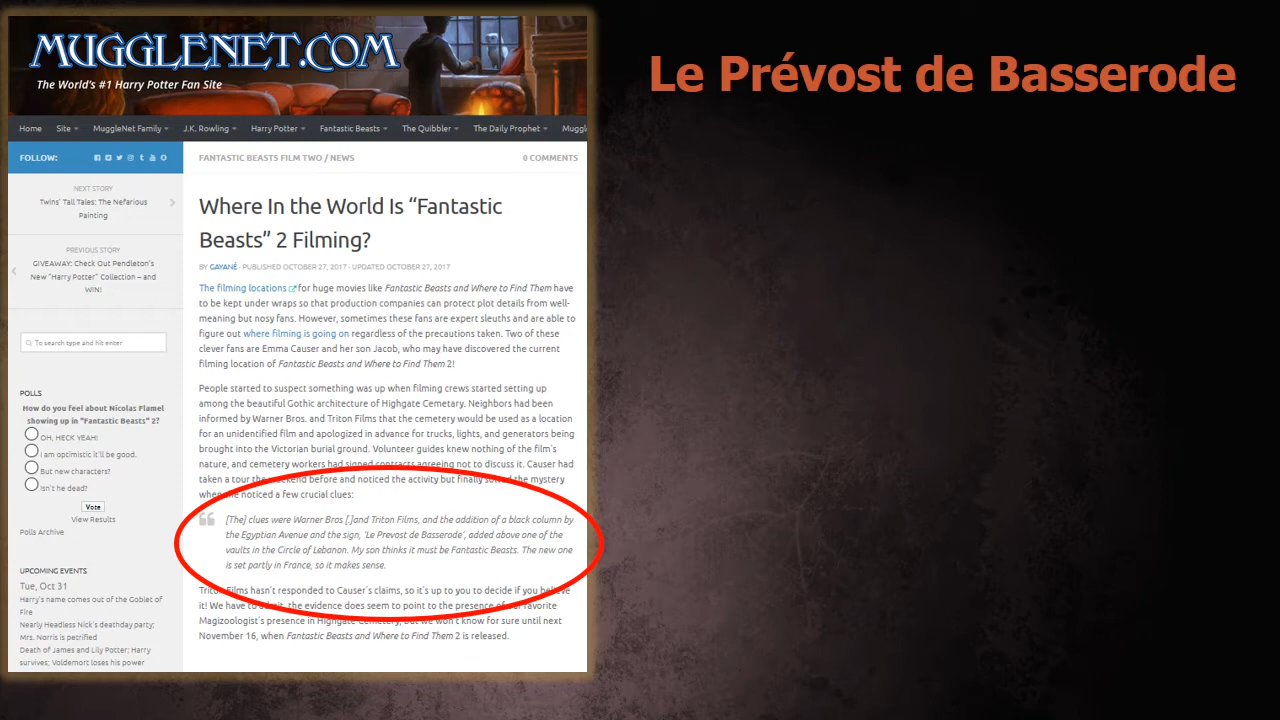 MUGGLENET.COM
The World's #1 Harry Potter Fan Site
Le Prévost de Basserode
Home Site MuggleNet Family J.K. Rowling Harry Potter Fantastic Beasts The Quibbler The Daily Prophet Muggl
FOLLOW:
NEXT STORY
Twins' Tall Tales: The Nefarious
Painting
PREVIOUS STORY
GIVEAWAY: Check Out Pendleton's
New "Harry Potter" Collection – and
WIN!
To search type and hit enter
POLLS
How do you feel about Nicolas Flamel
showing up in "Fantastic Beasts" 2?
OH, HECK YEAH!
I am optimistic it'll be good.
But new characters?
Isn't he dead?
Vote
View Results
Polls Archive
UPCOMING EVENTS
Tue, Oct 31
Harry's name comes out of the Goblet of
Fire
Nearly Headless Nick's deathday party;
Mrs. Norris is petrified
Death of James and Lily Potter; Harry
survives; Voldemort loses his power
FANTASTIC BEASTS FILM TWO / NEWS
0 COMMENTS
Where In the World Is “Fantastic
Beasts” 2 Filming?
BY GAYANÉ · PUBLISHED OCTOBER 27, 2017 · UPDATED OCTOBER 27, 2017
The filming locations for huge movies like Fantastic Beasts and Where to Find Them have
to be kept under wraps so that production companies can protect plot details from well-
meaning but nosy fans. However, sometimes these fans are expert sleuths and are able to
figure out where filming is going on regardless of the precautions taken. Two of these
clever fans are Emma Causer and her son Jacob, who may have discovered the current
filming location of Fantastic Beasts and Where to Find Them 2!
People started to suspect something was up when filming crews started setting up
among the beautiful Gothic architecture of Highgate Cemetary. Neighbors had been
informed by Warner Bros. and Triton Films that the cemetery would be used as a location
for an unidentified film and apologized in advance for trucks, lights, and generators being
brought into the Victorian burial ground. Volunteer guides knew nothing of the film's
nature, and cemetery workers had signed contracts agreeing not to discuss it. Causer had
taken a tour the weekend before and noticed the activity but finally solved the mystery
when she noticed a few crucial clues:
[The] clues were Warner Bros [.]and Triton Films, and the addition of a black column by
the Egyptian Avenue and the sign, 'Le Prevost de Basserode', added above one of the
vaults in the Circle of Lebanon. My son thinks it must be Fantastic Beasts. The new one
is set partly in France, so it makes sense.
Triton Films hasn't responded to Causer's claims, so it's up to you to decide if you believe
it! We have to admit, the evidence does seem to point to the presence of our favorite
Magizoologist's presence in Highgate Cemetery, but we won't know for sure until next
November 16, when Fantastic Beasts and Where to Find Them 2 is released.